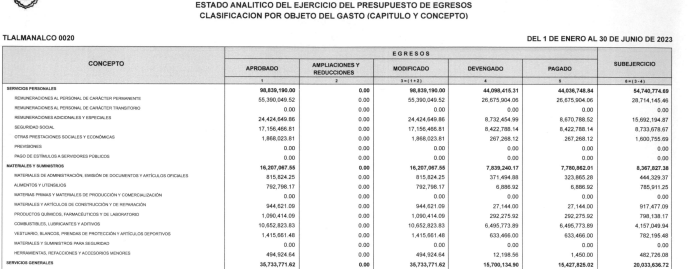 ESTADO ANALITICO DEL EJERCICIO DEL PRESUPUESTO DE EGRESOS
CLASIFICACION POR OBJETO DEL GASTO (CAPITULO Y CONCEPTO)
TLALMANALCO 0020 DEL 1 DE ENERO AL 30 DE JUNIO DE 2023
EGRESOS
CONCEPTO APROBADO AMPLIACIONES Y REDUCCIONES MODIFICADO DEVENGADO PAGADO SUBEJERCICIO
1 2 3=(1+2) 4 5 6=(3-4)
SERVICIOS PERSONALES 98,839,190.00 0.00 98,839,190.00 44,098,415.31 44,036,748.84 54,740,774.69
REMUNERACIONES AL PERSONAL DE CARÁCTER PERMANENTE 55,390,049.52 0.00 55,390,049.52 26,675,904.06 26,675,904.06 28,714,145.46
REMUNERACIONES AL PERSONAL DE CARÁCTER TRANSITORIO 0.00 0.00 0.00 0.00 0.00 0.00
REMUNERACIONES ADICIONALES Y ESPECIALES 24,424,649.86 0.00 24,424,649.86 8,732,454.99 8,670,788.52 15,692,194.87
SEGURIDAD SOCIAL 17,156,466.81 0.00 17,156,466.81 8,422,788.14 8,422,788.14 8,733,678.67
OTRAS PRESTACIONES SOCIALES Y ECONÓMICAS 1,868,023.81 0.00 1,868,023.81 267,268.12 267,268.12 1,600,755.69
PREVISIONES 0.00 0.00 0.00 0.00 0.00 0.00
PAGO DE ESTÍMULOS A SERVIDORES PÚBLICOS 0.00 0.00 0.00 0.00 0.00 0.00
MATERIALES Y SUMINISTROS 16,207,067.55 0.00 16,207,067.55 7,839,240.17 7,760,862.01 8,367,827.38
MATERIALES DE ADMINISTRACIÓN, EMISIÓN DE DOCUMENTOS Y ARTÍCULOS OFICIALES 815,824.25 0.00 815,824.25 371,494.88 323,865.28 444,329.37
ALIMENTOS Y UTENSILIOS 792,798.17 0.00 792,798.17 6,886.92 6,886.92 785,911.25
MATERIAS PRIMAS Y MATERIALES DE PRODUCCIÓN Y COMERCIALIZACIÓN 0.00 0.00 0.00 0.00 0.00 0.00
MATERIALES Y ARTÍCULOS DE CONSTRUCCIÓN Y DE REPARACIÓN 944,621.09 0.00 944,621.09 27,144.00 27,144.00 917,477.09
PRODUCTOS QUÍMICOS, FARMACÉUTICOS Y DE LABORATORIO 1,090,414.09 0.00 1,090,414.09 292,275.92 292,275.92 798,138.17
COMBUSTIBLES, LUBRICANTES Y ADITIVOS 10,652,823.83 0.00 10,652,823.83 6,495,773.89 6,495,773.89 4,157,049.94
VESTUARIO, BLANCOS, PRENDAS DE PROTECCIÓN Y ARTÍCULOS DEPORTIVOS 1,415,661.48 0.00 1,415,661.48 633,466.00 633,466.00 782,195.48
MATERIALES Y SUMINISTROS PARA SEGURIDAD 0.00 0.00 0.00 0.00 0.00 0.00
HERRAMIENTAS, REFACCIONES Y ACCESORIOS MENORES 494,924.64 0.00 494,924.64 12,198.56 1,450.00 482,726.08
SERVICIOS GENERALES 35,733,771.62 0.00 35,733,771.62 15,700,134.90 15,427,825.02 20,033,636.72